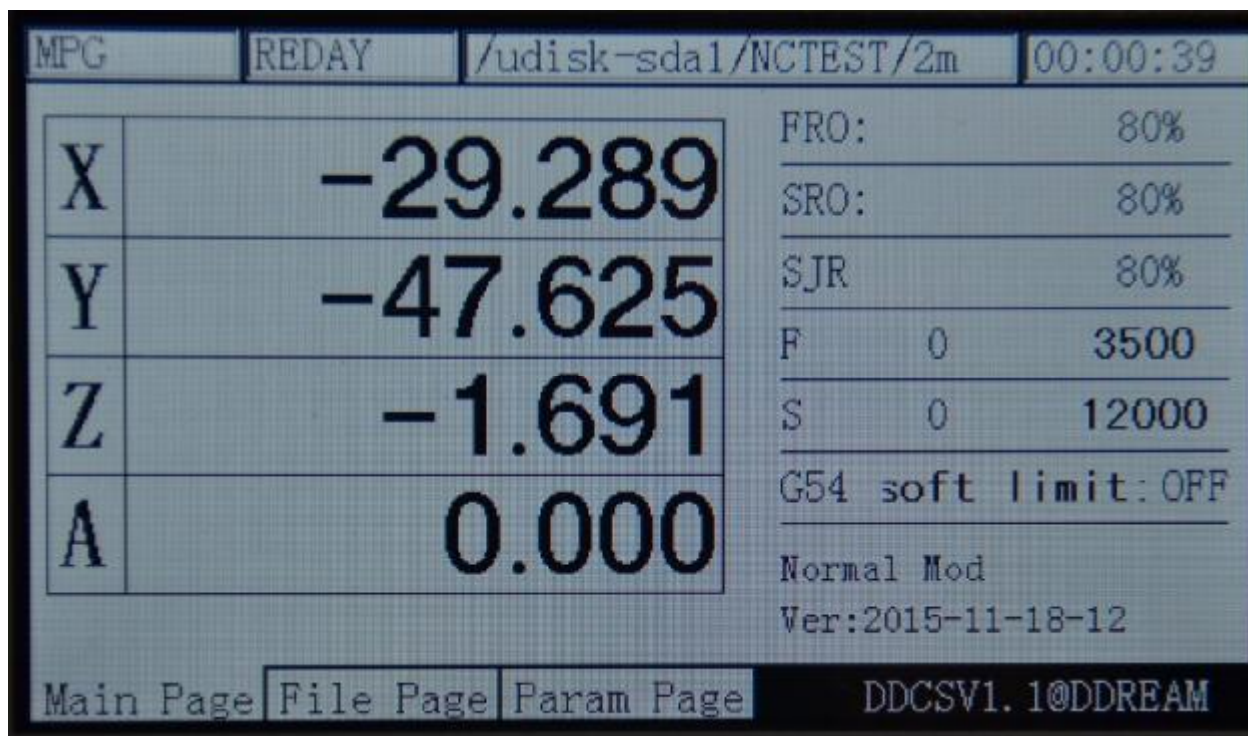 MPG REDAY /udisk-sda1/NCTEST/2m 00:00:39
X -29.289
Y -47.625
Z -1.691
A 0.000
FRO: 80%
SRO: 80%
SJR 80%
F 0 3500
S 0 12000
G54 soft limit:OFF
Normal Mod
Ver:2015-11-18-12
Main Page File Page Param Page DDCSV1.1@DDREAM